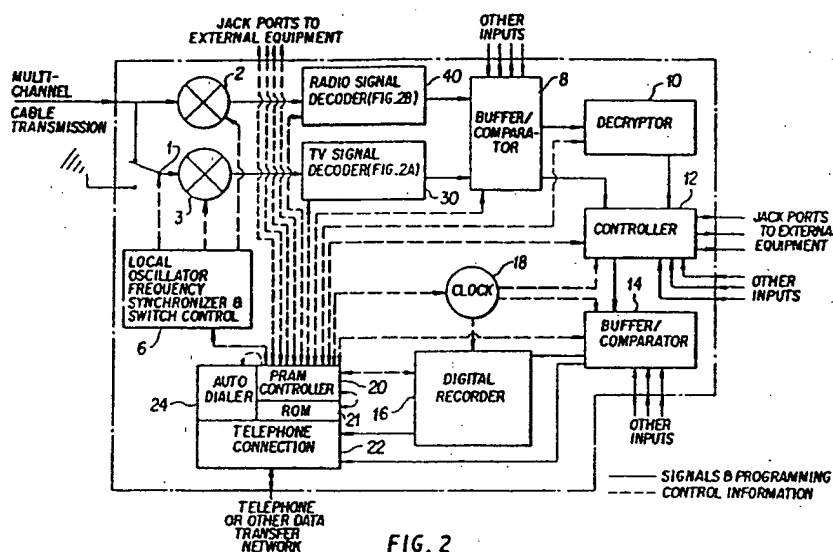 JACK PORTS TO
EXTERNAL EQUIPMENT
OTHER
INPUTS
MULTI-
CHANNEL
CABLE
TRANSMISSION
2
RADIO SIGNAL
DECODER(FIG.2B)
40
8
BUFFER/
COMPARA-
TOR
10
DECRYPTOR
1
3
TV SIGNAL
DECODER(FIG.2A)
30
12
CONTROLLER
JACK PORTS
TO EXTERNAL
EQUIPMENT
LOCAL
OSCILLATOR
FREQUENCY
SYNCHRONIZER &
SWITCH CONTROL
6
18
CLOCK
OTHER
INPUTS
14
BUFFER/
COMPARATOR
AUTO
DIALER
24
PRAM
CONTROLLER
20
ROM
21
16
DIGITAL
RECORDER
TELEPHONE
CONNECTION
22
OTHER
INPUTS
SIGNALS & PROGRAMMING
CONTROL INFORMATION
TELEPHONE
OR OTHER DATA
TRANSFER
NETWORK
FIG. 2